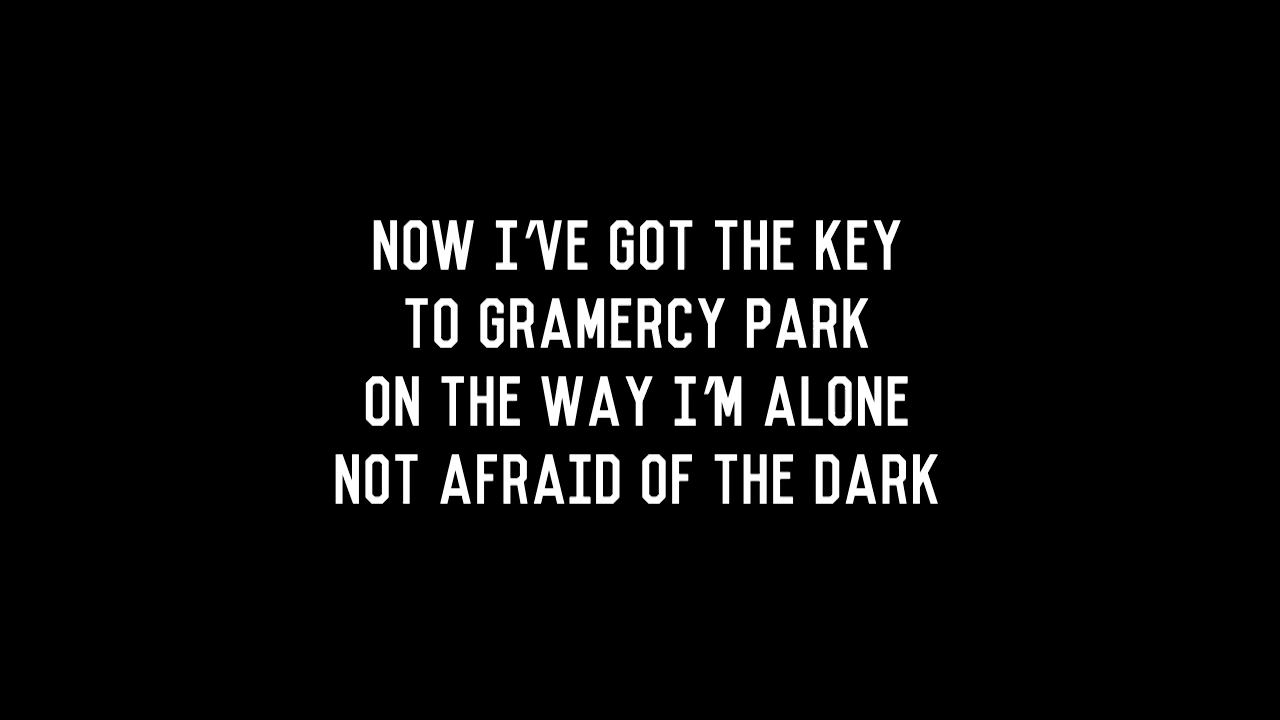 NOW I'VE GOT THE KEY
TO GRAMERCY PARK
ON THE WAY I'M ALONE
NOT AFRAID OF THE DARK